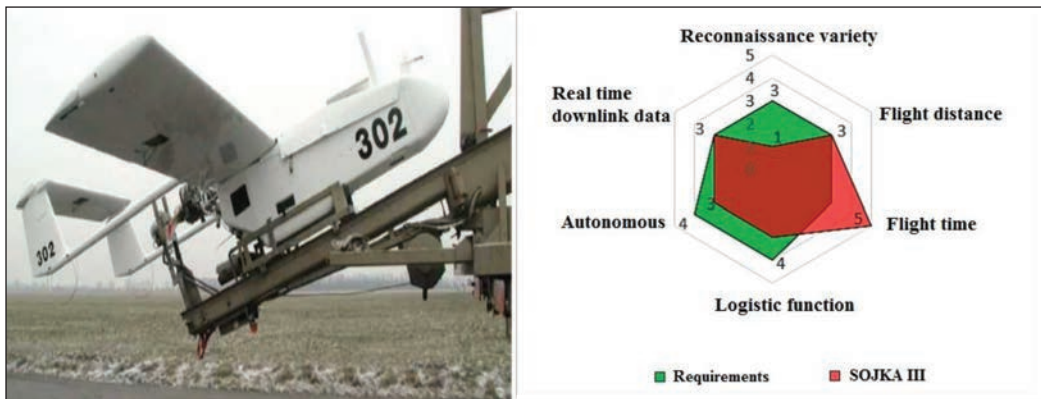 302
302
Reconnaissance variety
5
4
3
3
2
1
0
Real time
downlink data
3
Flight distance
3
Autonomous
4
3
Flight time
5
4
Logistic function
Requirements
SOJKA III